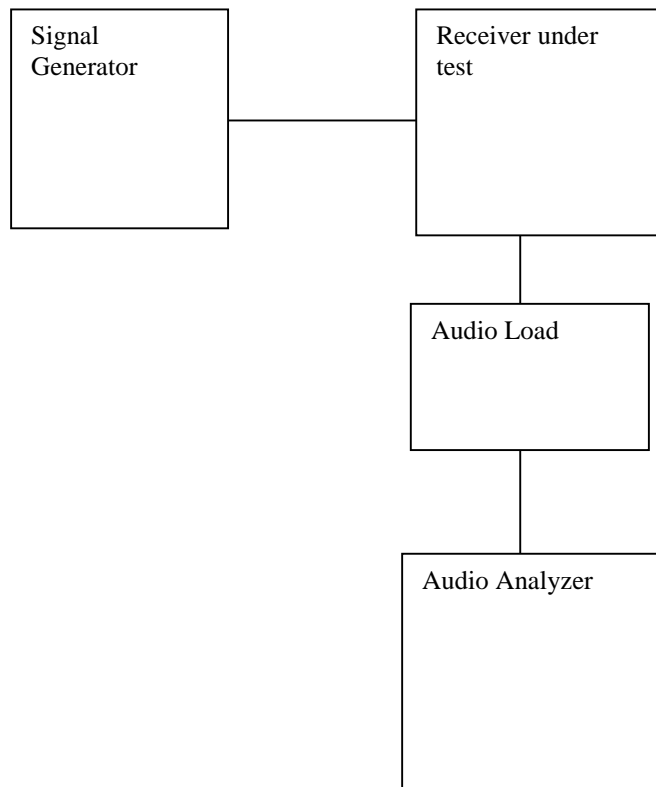 Signal
Generator
Receiver under
test
Audio Load
Audio Analyzer